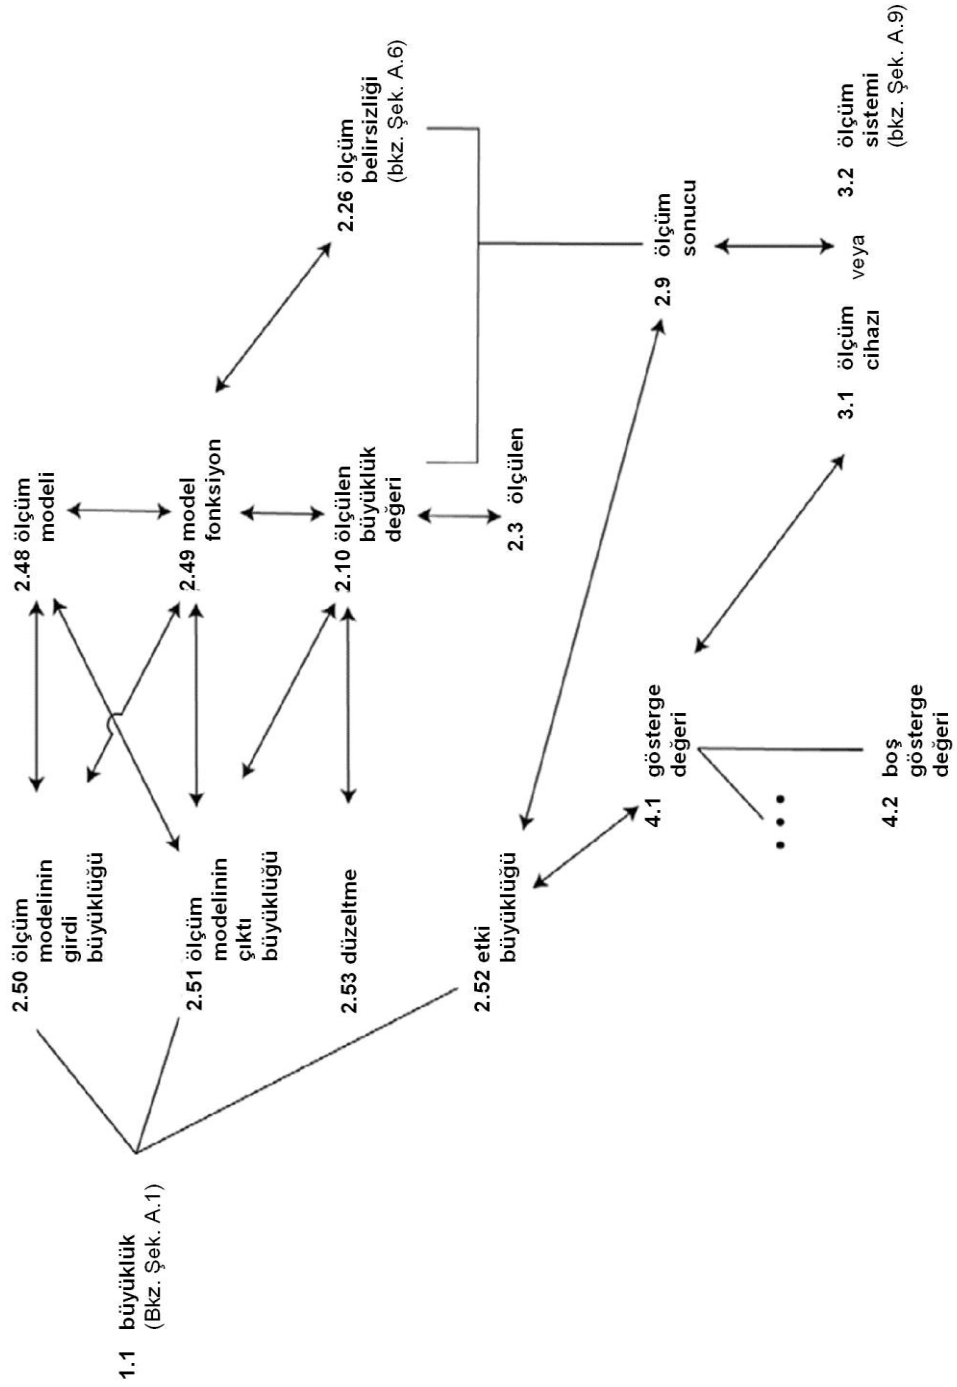 1.1 büyüklük
(Bkz. Şek. A.1)
2.50 ölçüm
modelinin
girdi
büyüklüğü
2.51 ölçüm
modelinin
çıktı
büyüklüğü
2.53 düzeltme
2.52 etki
büyüklüğü
2.48 ölçüm
modeli
2.49 model
fonksiyon
2.10 ölçülen
büyüklük
değeri
2.3 ölçülen
2.26 ölçüm
belirsizliği
(bkz. Şek. A.6)
2.9 ölçüm
sonucu
4.1 gösterge
değeri
4.2 boş
gösterge
değeri
3.1 ölçüm
cihazı
veya
3.2 ölçüm
sistemi
(bkz. Şek. A.9)